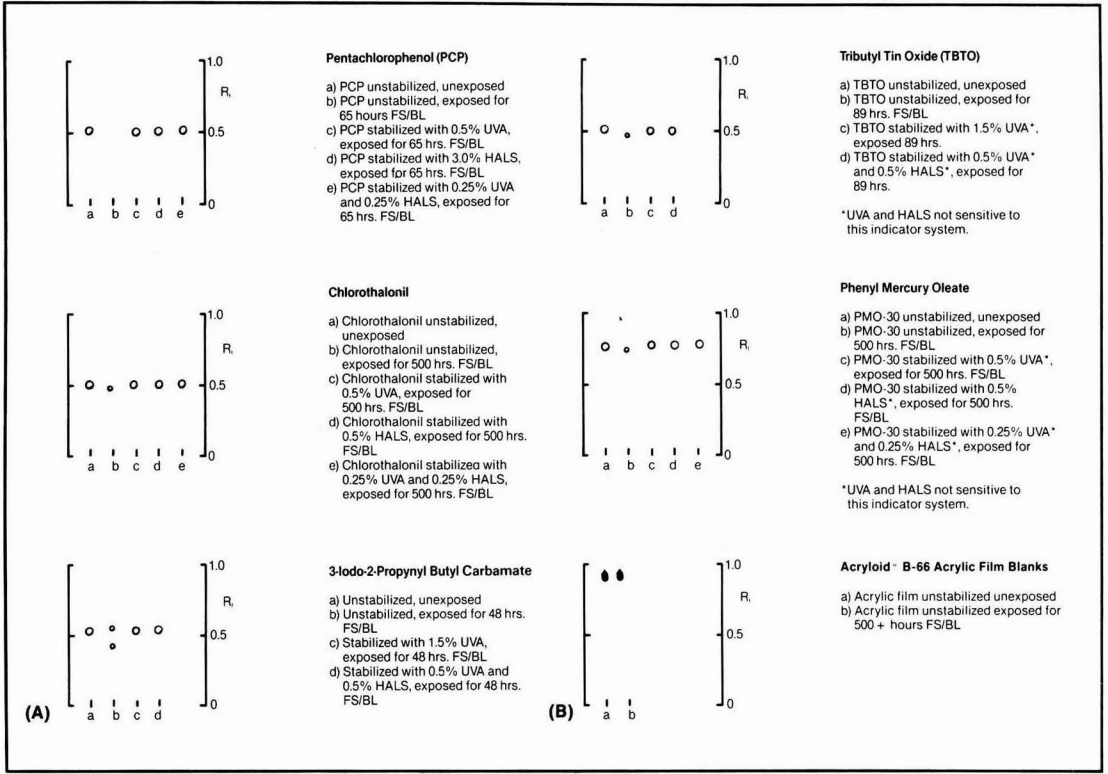 Pentachlorophenol (PCP)
1.0
R,
0.5
0
a b c d e
a) PCP unstabilized, unexposed
b) PCP unstabilized, exposed for
65 hours FS/BL
c) PCP stabilized with 0.5% UVA,
exposed for 65 hrs. FS/BL
d) PCP stabilized with 3.0% HALS,
exposed for 65 hrs. FS/BL
e) PCP stabilized with 0.25% UVA
and 0.25% HALS, exposed for
65 hrs. FS/BL
Chlorothalonil
1.0
R,
0.5
0
a b c d e
a) Chlorothalonil unstabilized,
unexposed
b) Chlorothalonil unstabilized,
exposed for 500 hrs. FS/BL
c) Chlorothalonil stabilized with
0.5% UVA, exposed for
500 hrs. FS/BL
d) Chlorothalonil stabilized with
0.5% HALS, exposed for 500 hrs.
FS/BL
e) Chlorothalonil stabilized with
0.25% UVA and 0.25% HALS,
exposed for 500 hrs. FS/BL
3-Iodo-2-Propynyl Butyl Carbamate
1.0
R,
0.5
0
a b c d
a) Unstabilized, unexposed
b) Unstabilized, exposed for 48 hrs.
FS/BL
c) Stabilized with 1.5% UVA,
exposed for 48 hrs. FS/BL
d) Stabilized with 0.5% UVA and
0.5% HALS, exposed for 48 hrs.
FS/BL
(A)
Tributyl Tin Oxide (TBTO)
1.0
R,
0.5
0
a b c d
a) TBTO unstabilized, unexposed
b) TBTO unstabilized, exposed for
89 hrs. FS/BL
c) TBTO stabilized with 1.5% UVA*,
exposed 89 hrs.
d) TBTO stabilized with 0.5% UVA*
and 0.5% HALS*, exposed for
89 hrs.
*UVA and HALS not sensitive to
this indicator system.
Phenyl Mercury Oleate
1.0
R,
0.5
0
a b c d e
a) PMO-30 unstabilized, unexposed
b) PMO-30 unstabilized, exposed for
500 hrs. FS/BL
c) PMO-30 stabilized with 0.5% UVA*,
exposed for 500 hrs. FS/BL
d) PMO-30 stabilized with 0.5%
HALS*, exposed for 500 hrs.
FS/BL
e) PMO-30 stabilized with 0.25% UVA*
and 0.25% HALS*, exposed for
500 hrs. FS/BL
*UVA and HALS not sensitive to
this indicator system.
Acryloid™ B-66 Acrylic Film Blanks
1.0
R,
0.5
0
a b
a) Acrylic film unstabilized unexposed
b) Acrylic film unstabilized exposed for
500 + hours FS/BL
(B)